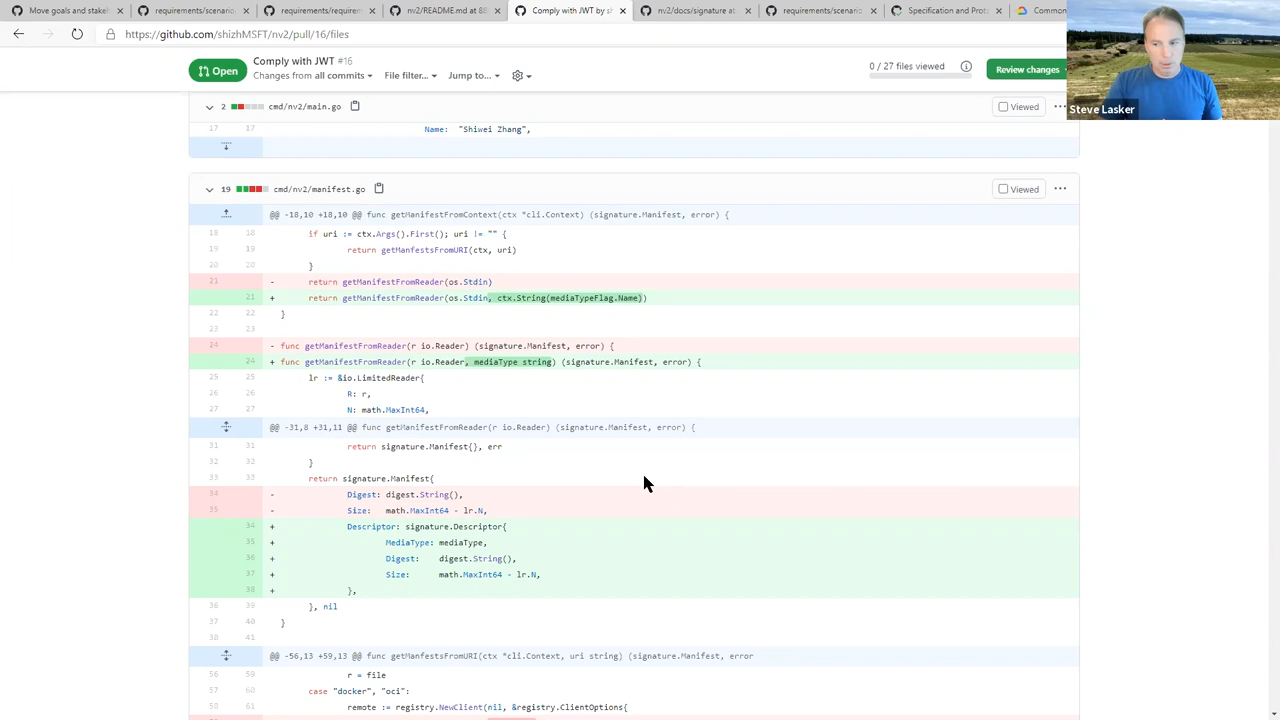 Move goals and stakeh
requirements/scenari
requirements/requirem
nv2/README.md at 88
Comply with JWT by sh
nv2/docs/signature at
requirements/scenari
Specification and Prot
Common
https://github.com/shizhMSFT/nv2/pull/16/files
Open
Comply with JWT #16
Changes from all commits
File filter...
Jump to...
0 / 27 files viewed
Review changes
Steve Lasker
2 cmd/nv2/main.go
Viewed
17 17 Name: "Shiwei Zhang",
19 cmd/nv2/manifest.go
Viewed
@@ -18,10 +18,10 @@ func getManifestFromContext(ctx *cli.Context) (signature.Manifest, error) {
18 18 if uri := ctx.Args().First(); uri != "" {
19 19 return getManfestsFromURI(ctx, uri)
20 20 }
21 - return getManifestFromReader(os.Stdin)
21 + return getManifestFromReader(os.Stdin, ctx.String(mediaTypeFlag.Name))
22 22 }
23 23
24 - func getManifestFromReader(r io.Reader) (signature.Manifest, error) {
24 + func getManifestFromReader(r io.Reader, mediaType string) (signature.Manifest, error) {
25 25 lr := &io.LimitedReader{
26 26 R: r,
27 27 N: math.MaxInt64,
@@ -31,8 +31,11 @@ func getManifestFromReader(r io.Reader) (signature.Manifest, error) {
31 31 return signature.Manifest{}, err
32 32 }
33 33 return signature.Manifest{
34 - Digest: digest.String(),
35 - Size: math.MaxInt64 - lr.N,
34 + Descriptor: signature.Descriptor{
35 + MediaType: mediaType,
36 + Digest: digest.String(),
37 + Size: math.MaxInt64 - lr.N,
38 + },
36 39 }, nil
37 40 }
38 41
@@ -56,13 +59,13 @@ func getManfestsFromURI(ctx *cli.Context, uri string) (signature.Manifest, error
56 59 r = file
57 60 case "docker", "oci":
58 61 remote := registry.NewClient(nil, &registry.ClientOptions{